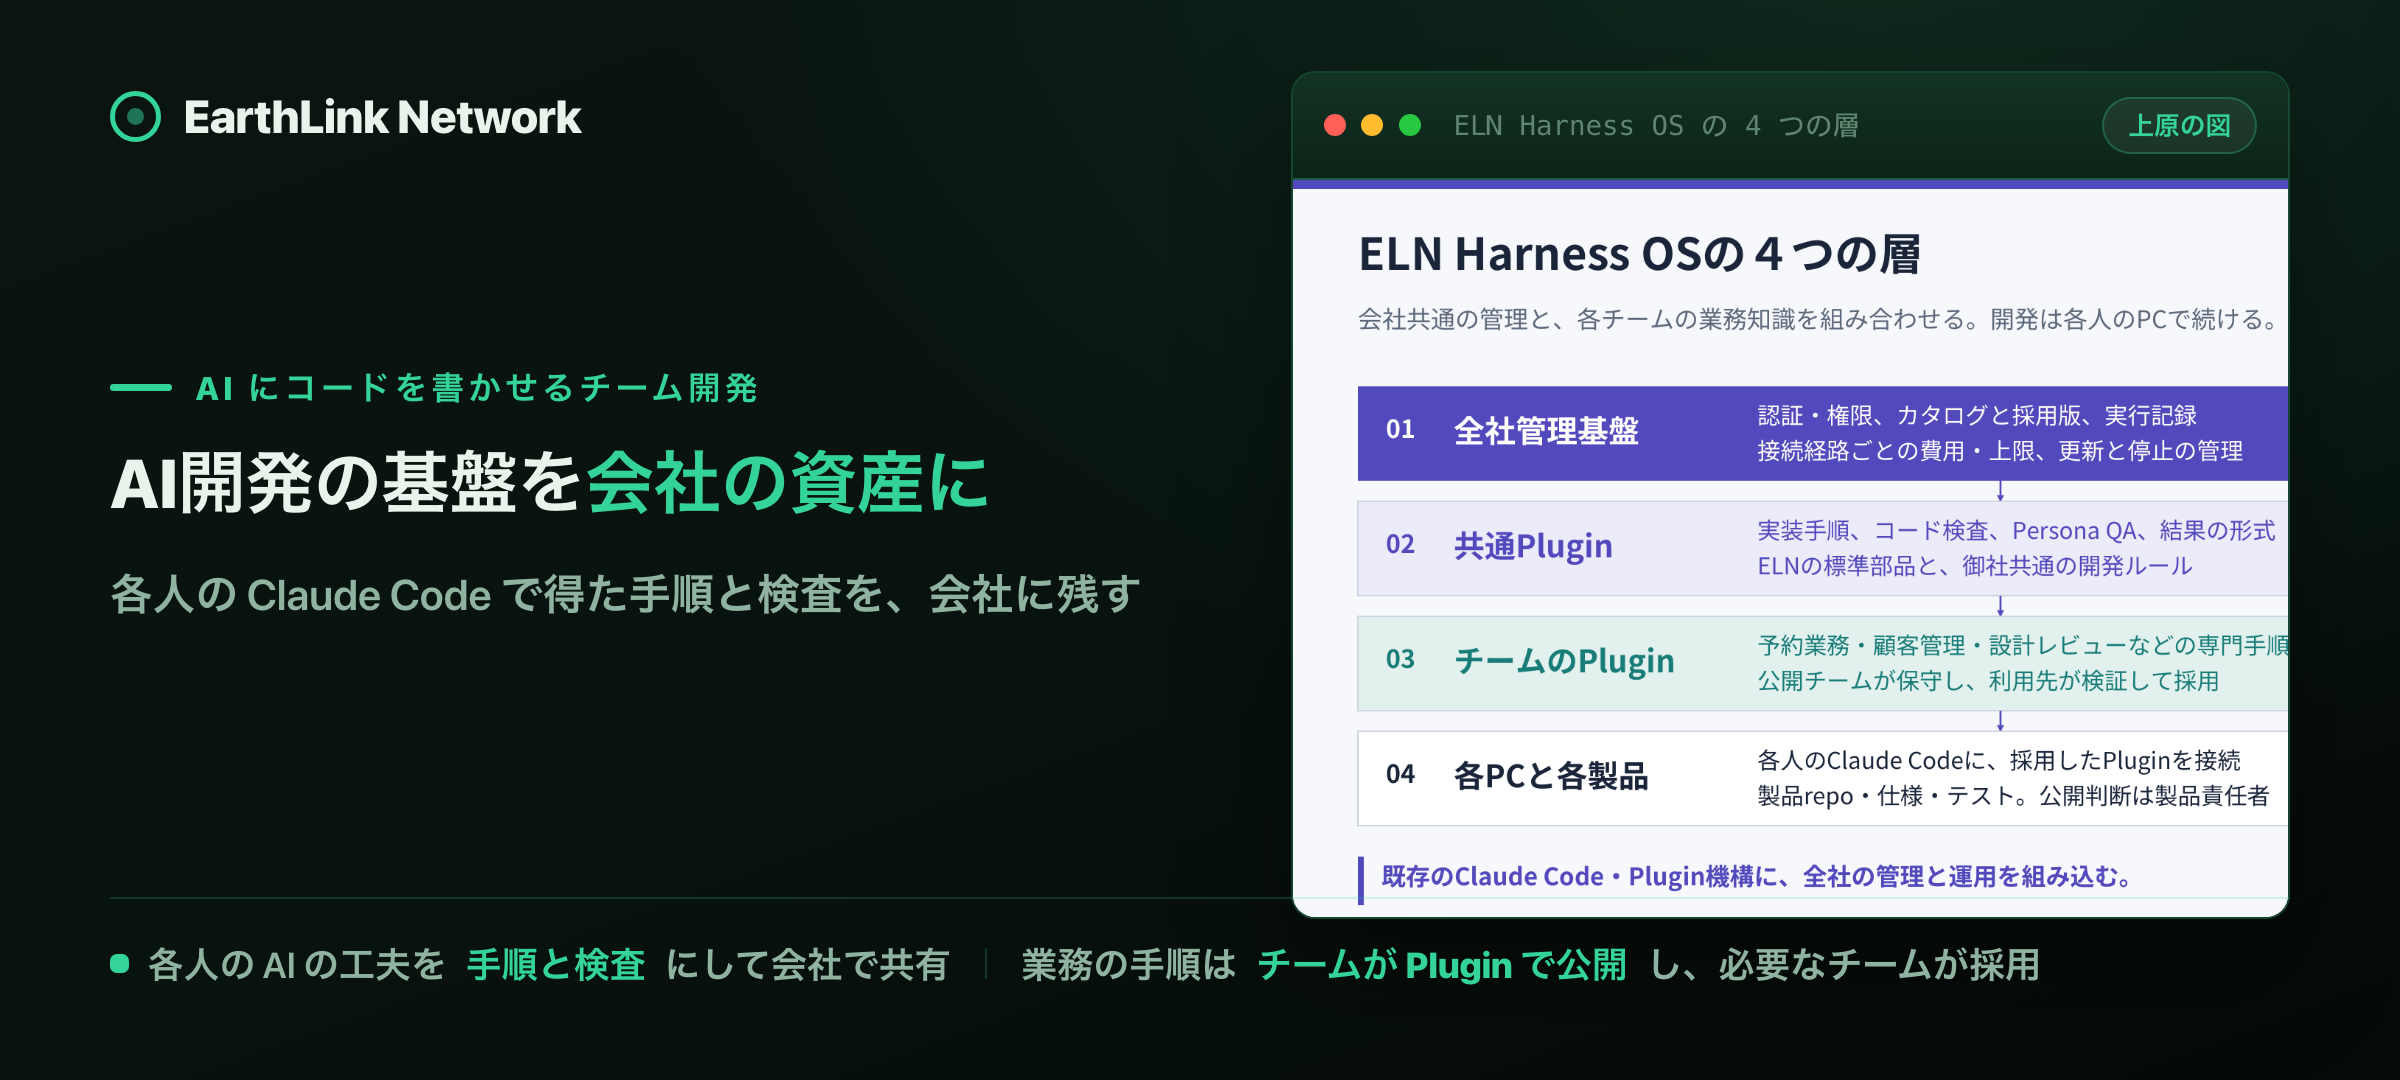 EarthLink Network
AI にコードを書かせるチーム開発
AI開発の基盤を会社の資産に
各人の Claude Code で得た手順と検査を、会社に残す
ELN Harness OS の 4 つの層
上原の図
ELN Harness OSの４つの層
会社共通の管理と、各チームの業務知識を組み合わせる。開発は各人のPCで続ける。
01
全社管理基盤
認証・権限、カタログと採用版、実行記録
接続経路ごとの費用・上限、更新と停止の管理
02
共通Plugin
実装手順、コード検査、Persona QA、結果の形式
ELNの標準部品と、御社共通の開発ルール
03
チームのPlugin
予約業務・顧客管理・設計レビューなどの専門手順
公開チームが保守し、利用先が検証して採用
04
各PCと各製品
各人のClaude Codeに、採用したPluginを接続
製品repo・仕様・テスト。公開判断は製品責任者
既存のClaude Code・Plugin機構に、全社の管理と運用を組み込む。
各人の AI の工夫を 手順と検査 にして会社で共有
業務の手順は チームが Plugin で公開 し、必要なチームが採用